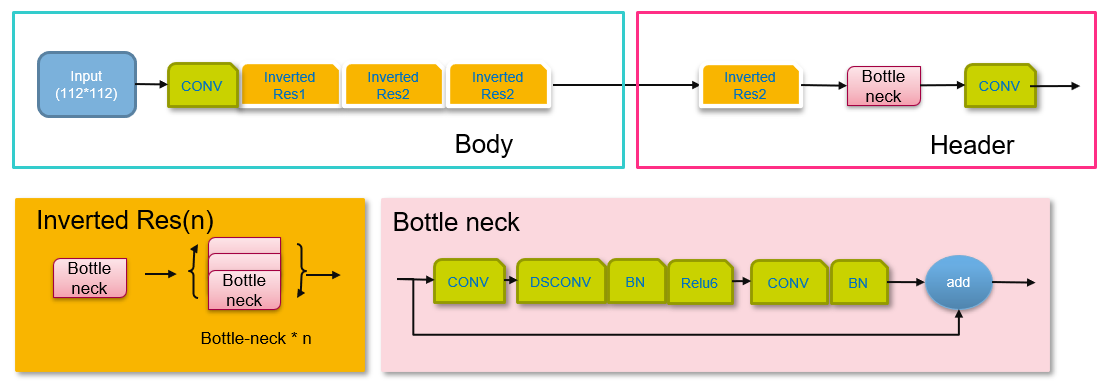 Input
(112*112)
CONV
Inverted
Res1
Inverted
Res2
Inverted
Res2
Body
Inverted
Res2
Bottle
neck
CONV
Header
Inverted Res(n)
Bottle
neck
Bottle
neck
Bottle-neck * n
Bottle neck
CONV
DSCONV
BN
Relu6
CONV
BN
add